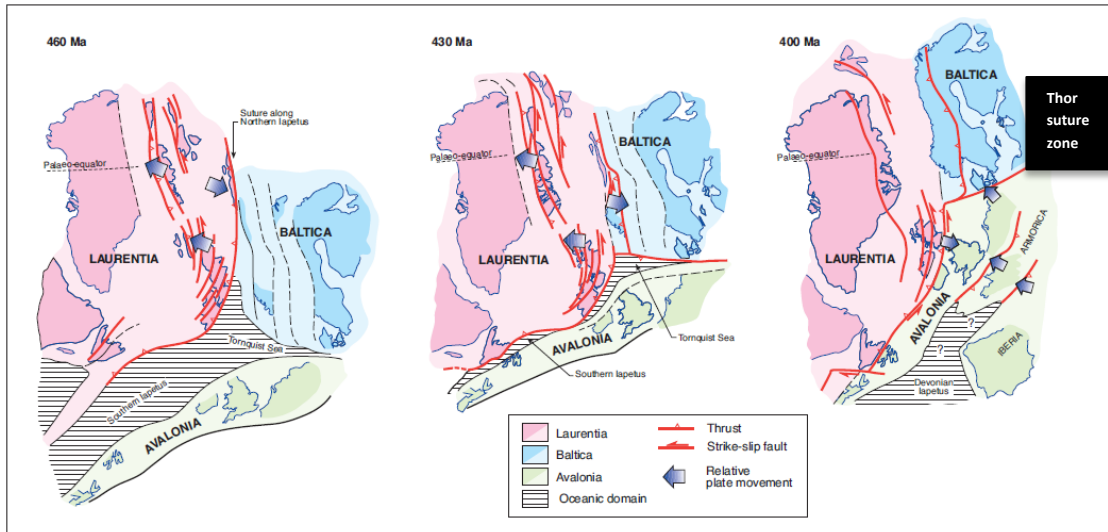 460 Ma
Suture along
Northern Iapetus
Palaeo-equator
BALTICA
LAURENTIA
Tornquist Sea
Southern Iapetus
AVALONIA
430 Ma
BALTICA
Palaeo-equator
LAURENTIA
AVALONIA
Tornquist Sea
Southern Iapetus
400 Ma
BALTICA
Thor
suture
zone
Palaeo-equator
LAURENTIA
ARMORICA
AVALONIA
?
?
IBERIA
Devonian
Iapetus
Laurentia
Baltica
Avalonia
Oceanic domain
Thrust
Strike-slip fault
Relative
plate movement